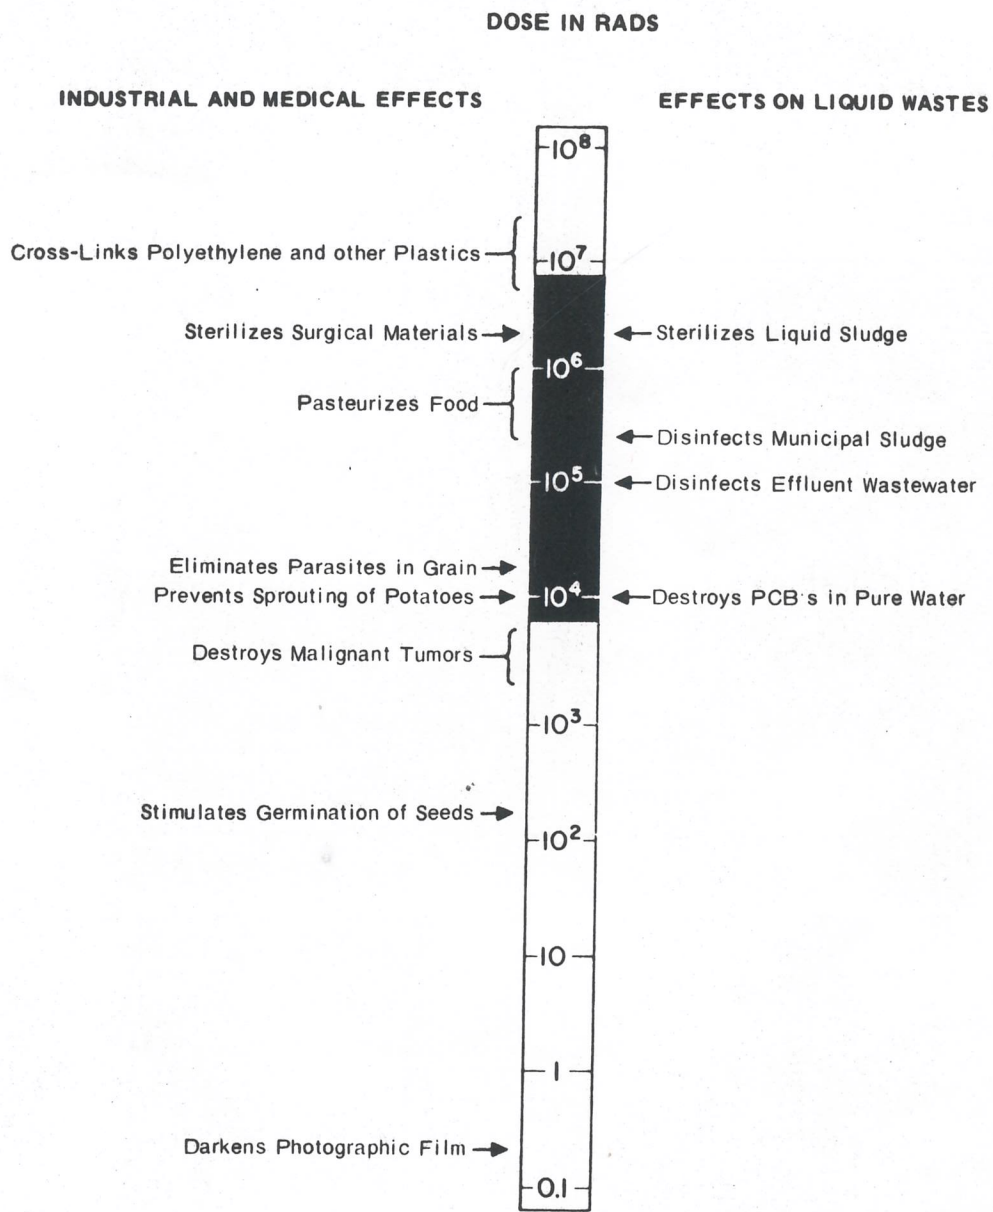 DOSE IN RADS
INDUSTRIAL AND MEDICAL EFFECTS
EFFECTS ON LIQUID WASTES
10⁸
Cross-Links Polyethylene and other Plastics
10⁷
Sterilizes Surgical Materials
Sterilizes Liquid Sludge
10⁶
Pasteurizes Food
Disinfects Municipal Sludge
10⁵
Disinfects Effluent Wastewater
Eliminates Parasites in Grain
Prevents Sprouting of Potatoes
10⁴
Destroys PCB's in Pure Water
Destroys Malignant Tumors
10³
Stimulates Germination of Seeds
10²
10
1
Darkens Photographic Film
0.1